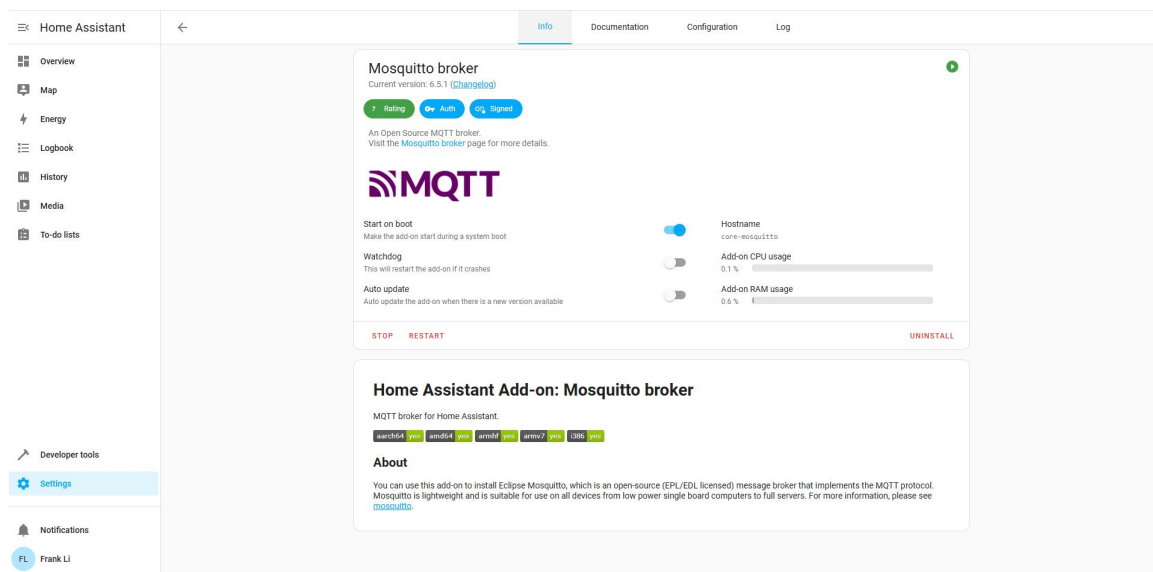 Home Assistant
Info
Documentation
Configuration
Log
Overview
Map
Energy
Logbook
History
Media
To-do lists
Developer tools
Settings
Notifications
FL Frank Li
Mosquitto broker
Current version: 6.5.1 (Changelog)
? Rating
Auth
Signed
An Open Source MQTT broker.
Visit the Mosquitto broker page for more details.
MQTT
Start on boot
Make the add-on start during a system boot
Hostname
core-mosquitto
Watchdog
This will restart the add-on if it crashes
Add-on CPU usage
0.1 %
Auto update
Auto update the add-on when there is a new version available
Add-on RAM usage
0.6 %
STOP
RESTART
UNINSTALL
Home Assistant Add-on: Mosquitto broker
MQTT broker for Home Assistant.
aarch64 yes amd64 yes armhf yes armv7 yes i386 yes
About
You can use this add-on to install Eclipse Mosquitto, which is an open-source (EPL/EDL licensed) message broker that implements the MQTT protocol.
Mosquitto is lightweight and is suitable for use on all devices from low power single board computers to full servers. For more information, please see
mosquitto.